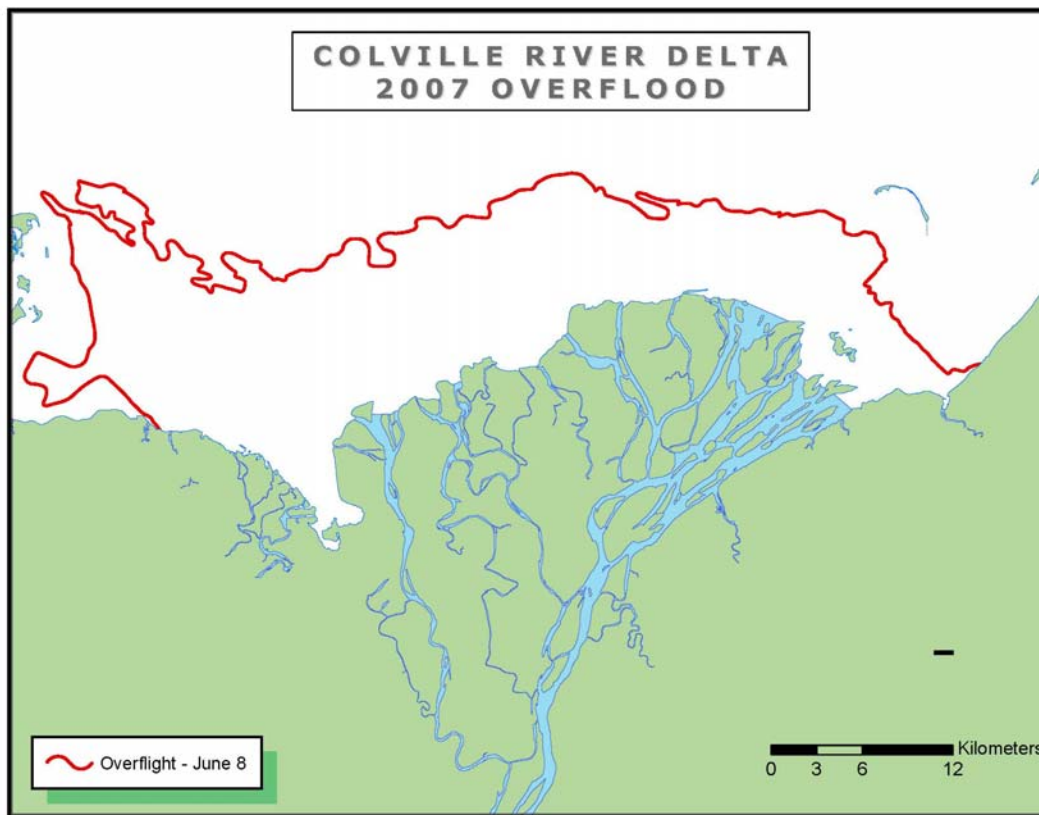 COLVILLE RIVER DELTA
2007 OVERFLOOD
Overflight - June 8
Kilometers
0 3 6 12